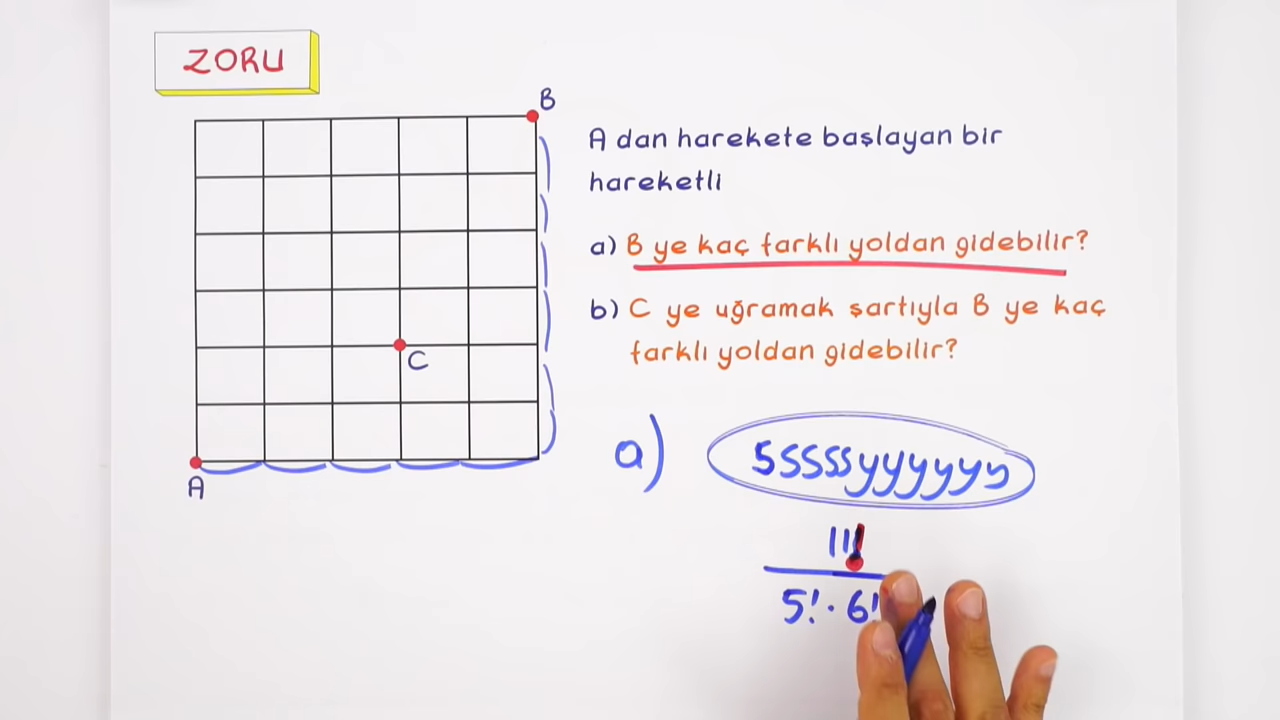 ZORU
B
A dan harekete başlayan bir
hareketli
a) B ye kaç farklı yoldan gidebilir?
b) C ye uğramak şartıyla B ye kaç
farklı yoldan gidebilir?
C
A
a) SSSSSyyyyyy
11!
5! · 6!